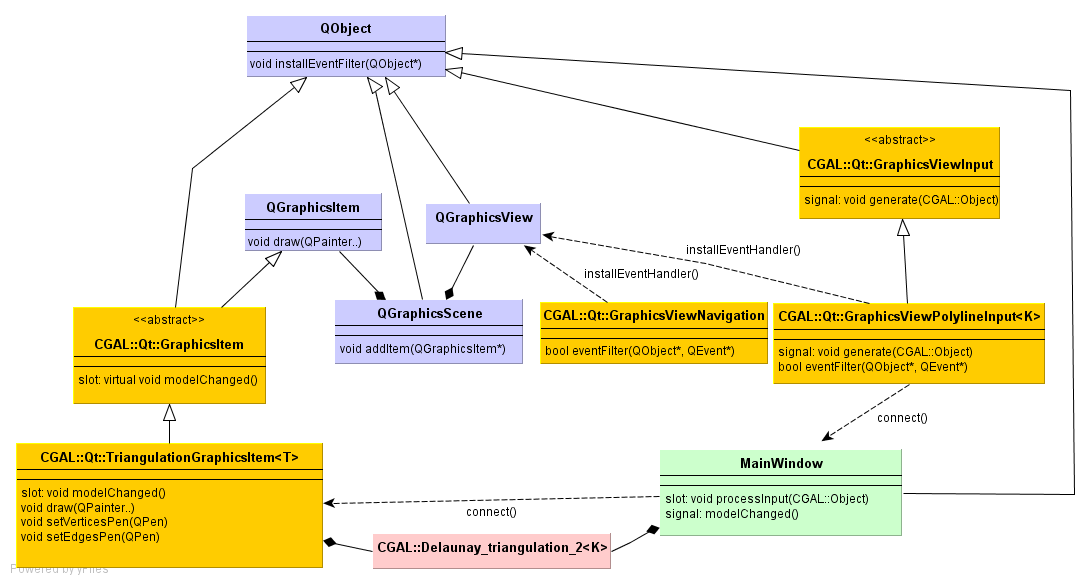 QObject
void installEventFilter(QObject*)
<<abstract>>
CGAL::Qt::GraphicsViewInput
signal: void generate(CGAL::Object)
QGraphicsItem
void draw(QPainter..)
QGraphicsView
installEventHandler()
installEventHandler()
<<abstract>>
CGAL::Qt::GraphicsItem
slot: virtual void modelChanged()
QGraphicsScene
void addItem(QGraphicsItem*)
CGAL::Qt::GraphicsViewNavigation
bool eventFilter(QObject*, QEvent*)
CGAL::Qt::GraphicsViewPolylineInput<K>
signal: void generate(CGAL::Object)
bool eventFilter(QObject*, QEvent*)
connect()
CGAL::Qt::TriangulationGraphicsItem<T>
slot: void modelChanged()
void draw(QPainter..)
void setVerticesPen(QPen)
void setEdgesPen(QPen)
MainWindow
slot: void processInput(CGAL::Object)
signal: modelChanged()
connect()
CGAL::Delaunay_triangulation_2<K>
Powered by yFiles